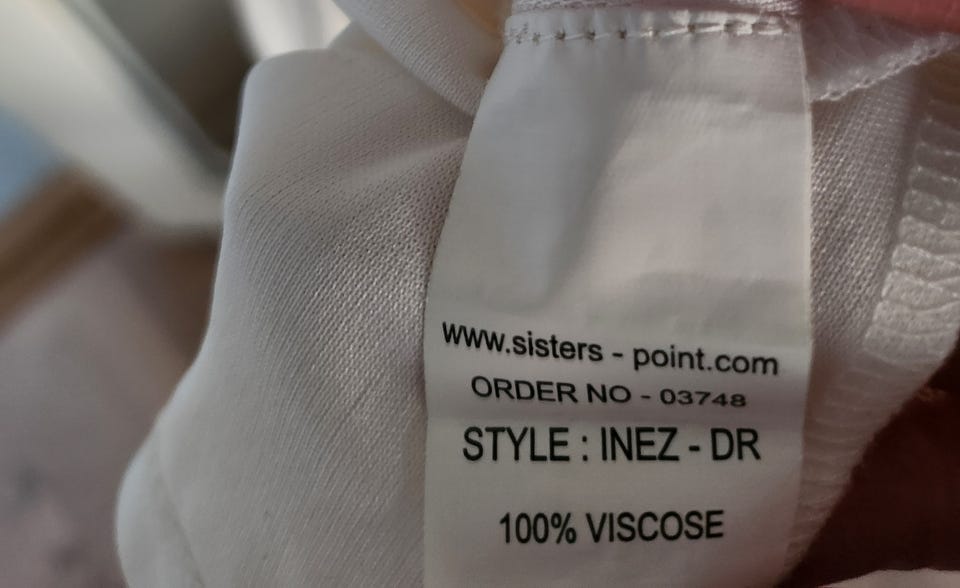 www.sisters - point.com
ORDER NO - 03748
STYLE : INEZ - DR
100% VISCOSE